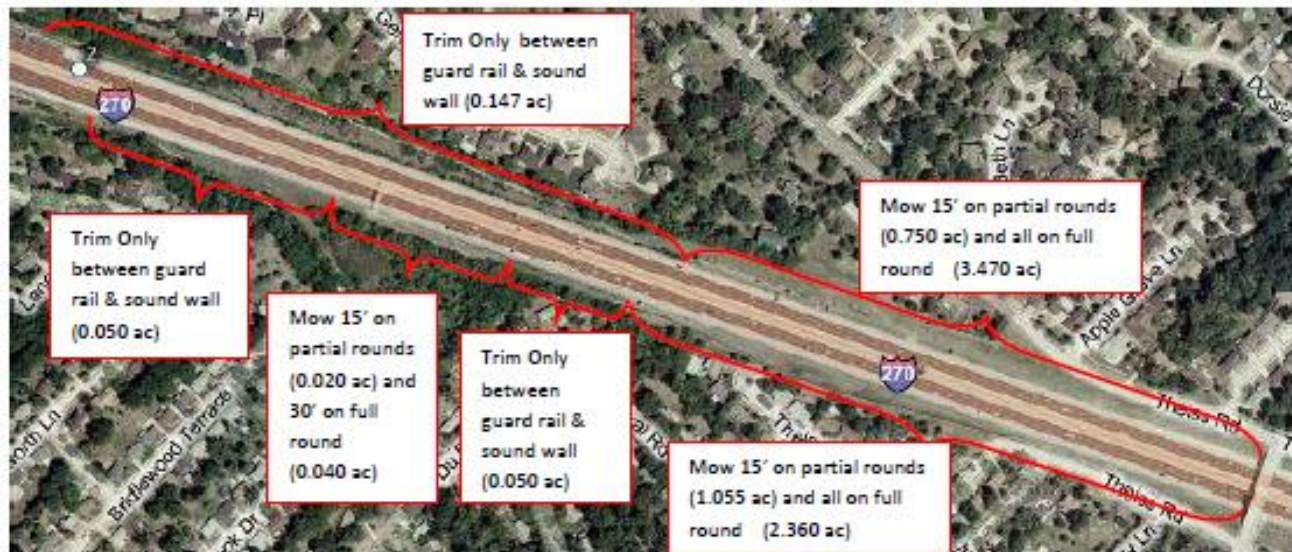 Trim Only between
guard rail & sound
wall (0.147 ac)
270
Mow 15' on partial rounds
(0.750 ac) and all on full
round (3.470 ac)
Apple Grove Ln
Trim Only
between guard
rail & sound wall
(0.050 ac)
Mow 15' on
partial rounds
(0.020 ac) and
30' on full
round
(0.040 ac)
Trim Only
between
guard rail &
sound wall
(0.050 ac)
270
Theiss Rd
Bristlewood Terrace
Mow 15' on partial rounds
(1.055 ac) and all on full
round (2.360 ac)
Theiss Rd